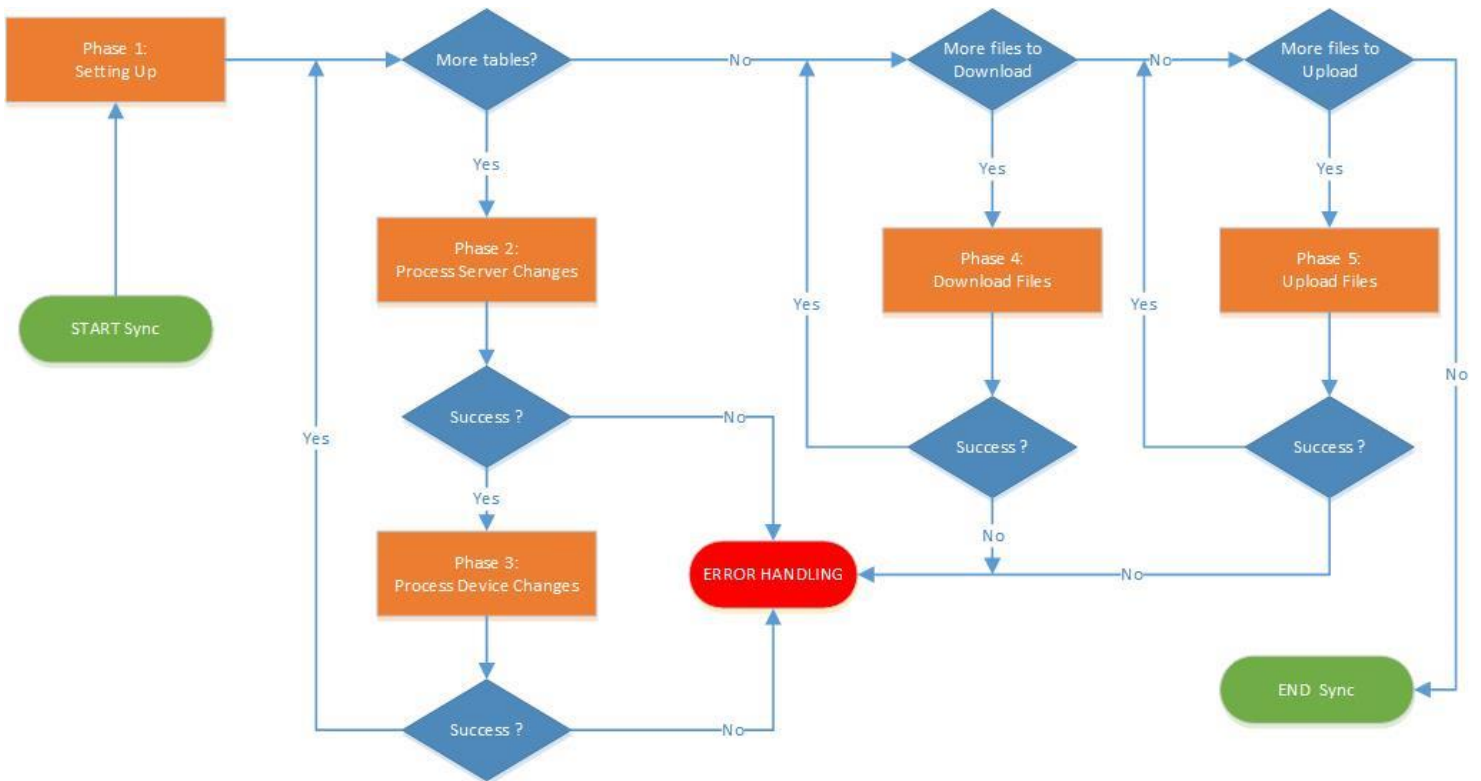 Phase 1:
Setting Up
More tables?
No
More files to
Download
No
More files to
Upload
Yes
Yes
Yes
Phase 2:
Process Server Changes
Phase 4:
Download Files
Phase 5:
Upload Files
START Sync
Yes
Yes
No
Success ?
No
Yes
Success ?
Success ?
Yes
No
Phase 3:
Process Device Changes
ERROR HANDLING
No
END Sync
Success ?
No